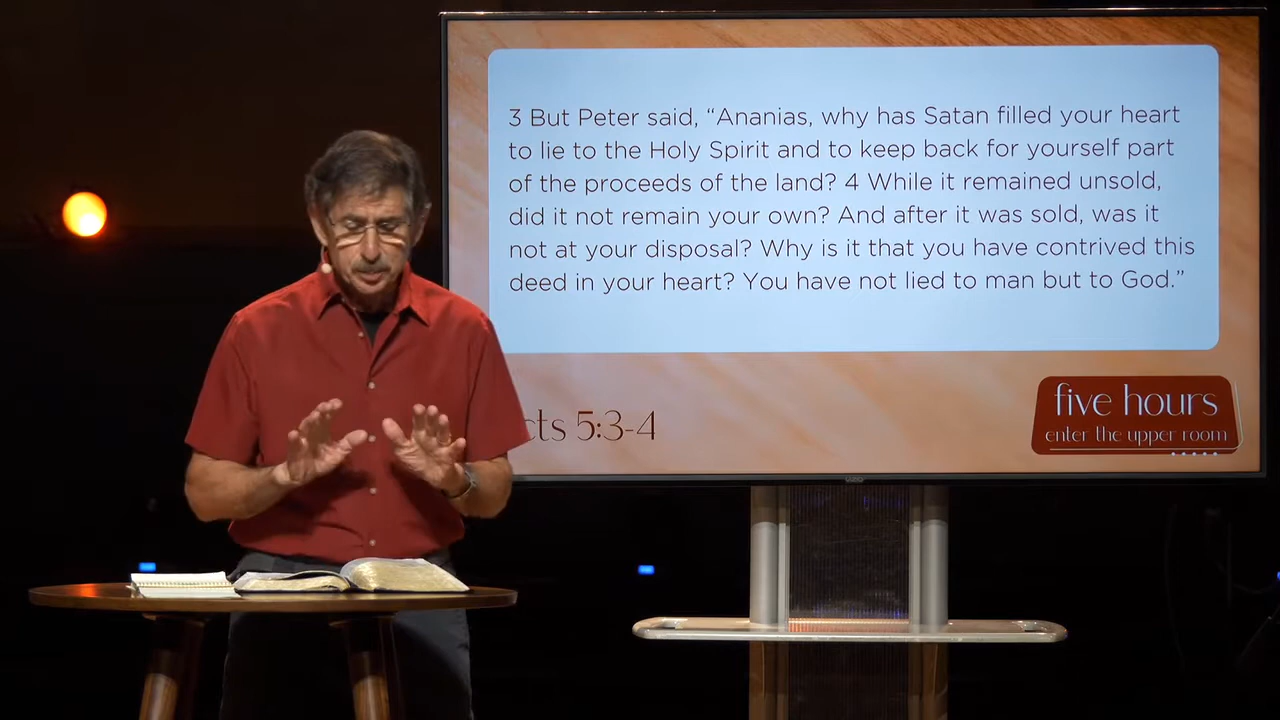 3 But Peter said, “Ananias, why has Satan filled your heart
to lie to the Holy Spirit and to keep back for yourself part
of the proceeds of the land? 4 While it remained unsold,
did it not remain your own? And after it was sold, was it
not at your disposal? Why is it that you have contrived this
deed in your heart? You have not lied to man but to God.”
cts 5:3-4
five hours
enter the upper room